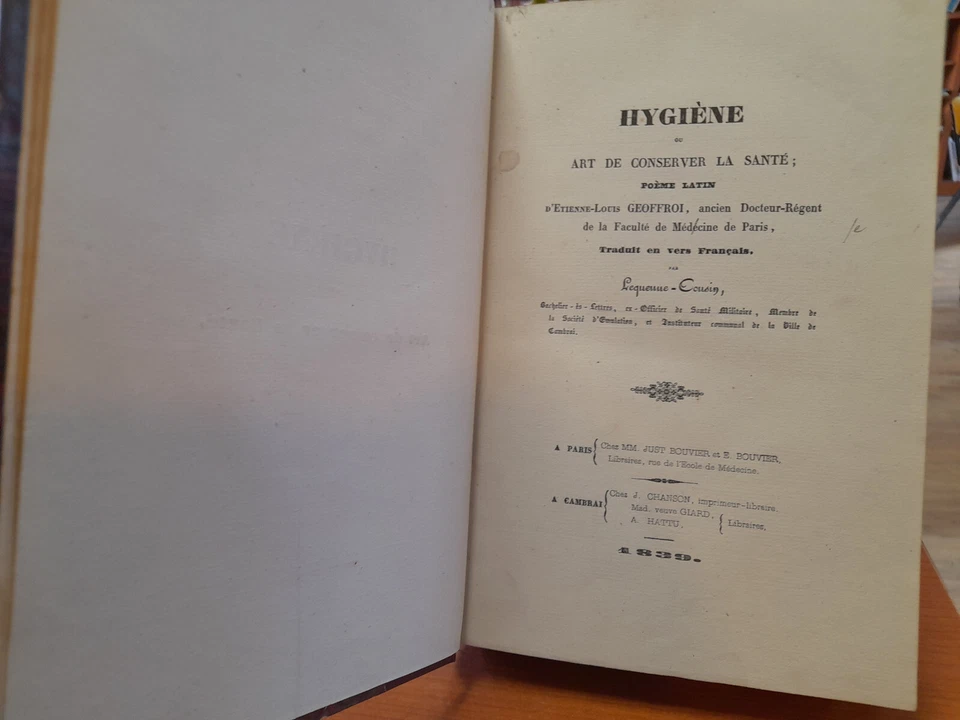 HYGIÈNE
OU
ART DE CONSERVER LA SANTÉ ;
POÈME LATIN
D'ETIENNE-LOUIS GEOFFROI, ancien Docteur-Régent
de la Faculté de Médécine de Paris,
/e
Traduit en vers Français,
PAR
Lequenne-Cousin,
Bachelier-ès-Lettres, ex-Officier de Santé Militaire, Membre de
la Société d'Emulation, et Instituteur communal de la Ville de
Cambrai.
A PARIS { Chez MM. JUST BOUVIER et E. BOUVIER,
Libraires, rue de l'Ecole de Médecine.
A CAMBRAI { Chez J. CHANSON, imprimeur-libraire.
Mad. veuve GIARD, { Libraires,
A. HATTU,
1839.